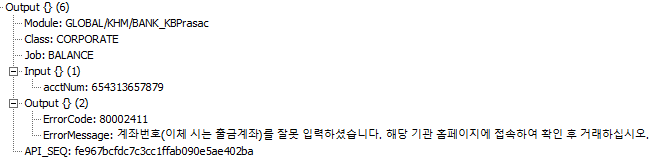 Output {} (6)
Module: GLOBAL/KHM/BANK_KBPrasac
Class: CORPORATE
Job: BALANCE
Input {} (1)
acctNum: 654313657879
Output {} (2)
ErrorCode: 80002411
ErrorMessage: 계좌번호(이체 시는 출금계좌)를 잘못 입력하셨습니다. 해당 기관 홈페이지에 접속하여 확인 후 거래하십시오.
API_SEQ: fe967bcfdc7c3cc1ffab090e5ae402ba